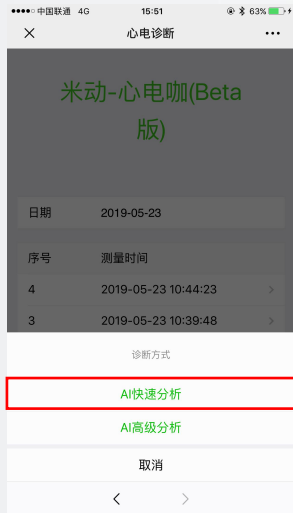 中国联通 4G 15:51 63%
心电诊断
米动-心电咖(Beta
版)
日期 2019-05-23
序号 测量时间
4 2019-05-23 10:44:23
3 2019-05-23 10:39:48
诊断方式
AI快速分析
AI高级分析
取消